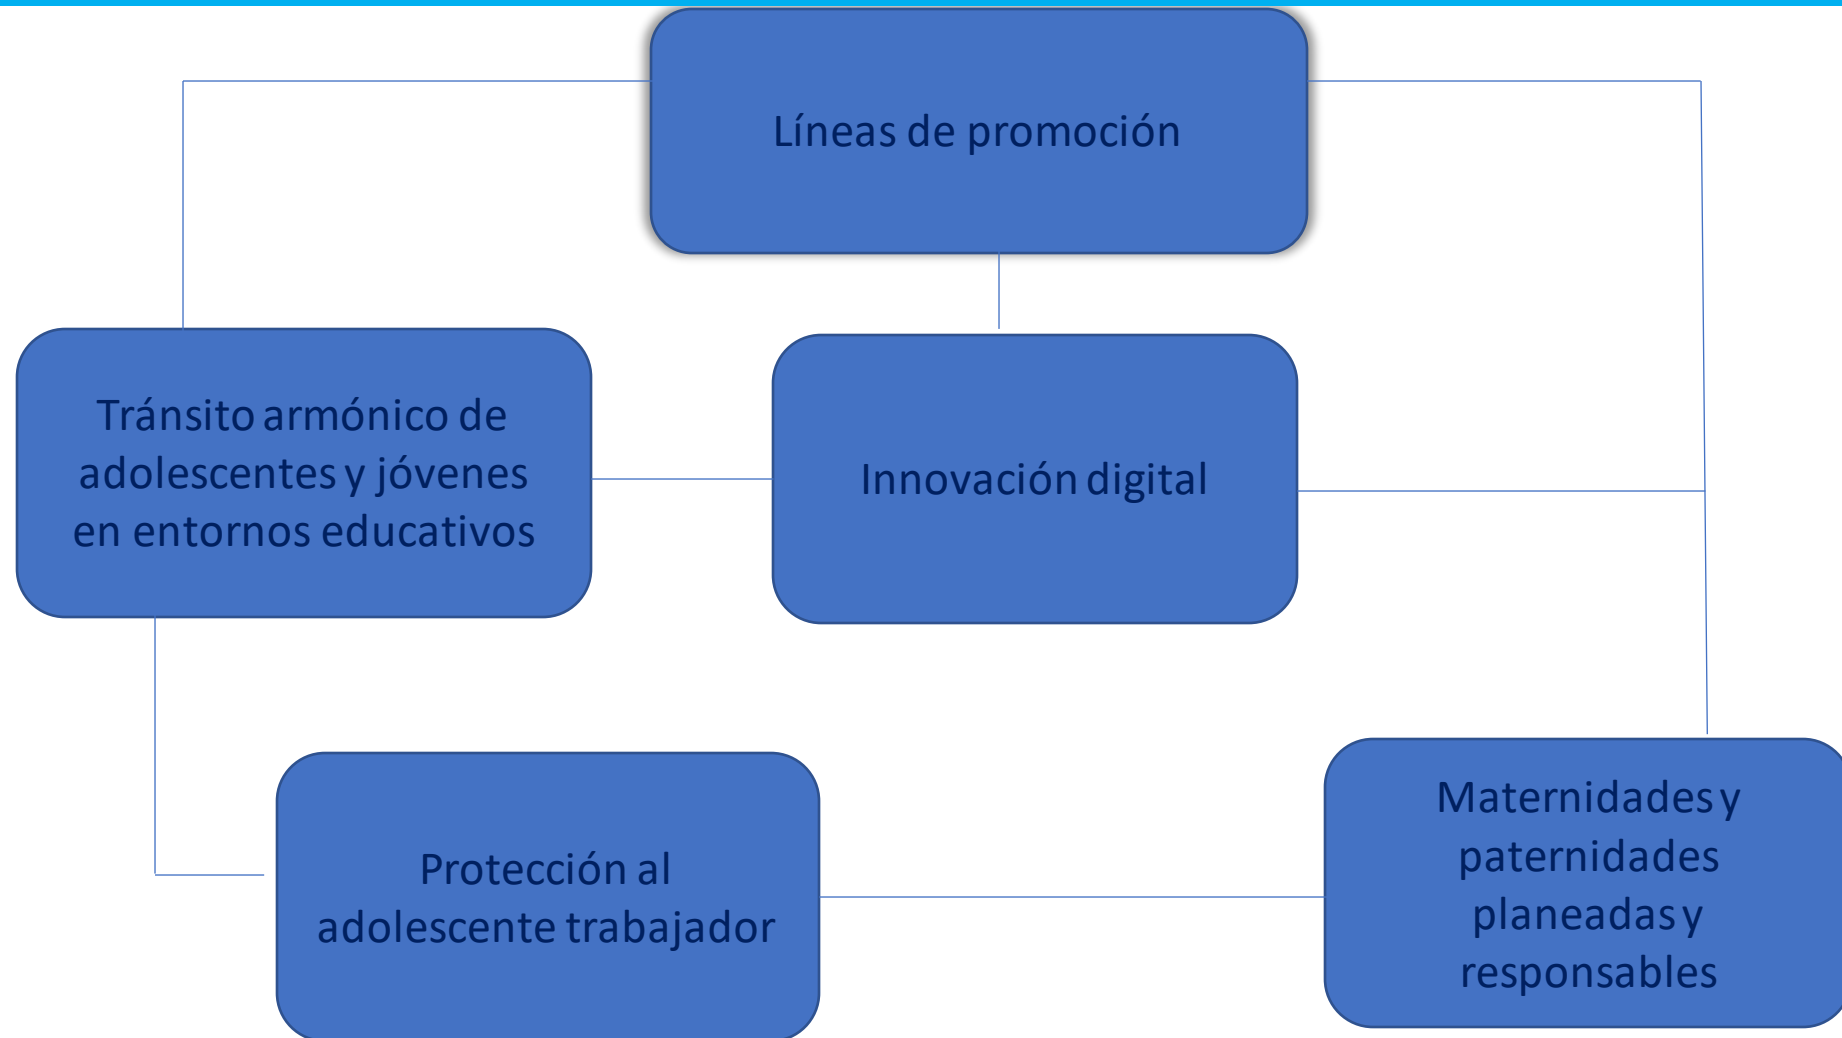 Líneas de promoción
Tránsito armónico de
adolescentes y jóvenes
en entornos educativos
Innovación digital
Protección al
adolescente trabajador
Maternidades y
paternidades
planeadas y
responsables